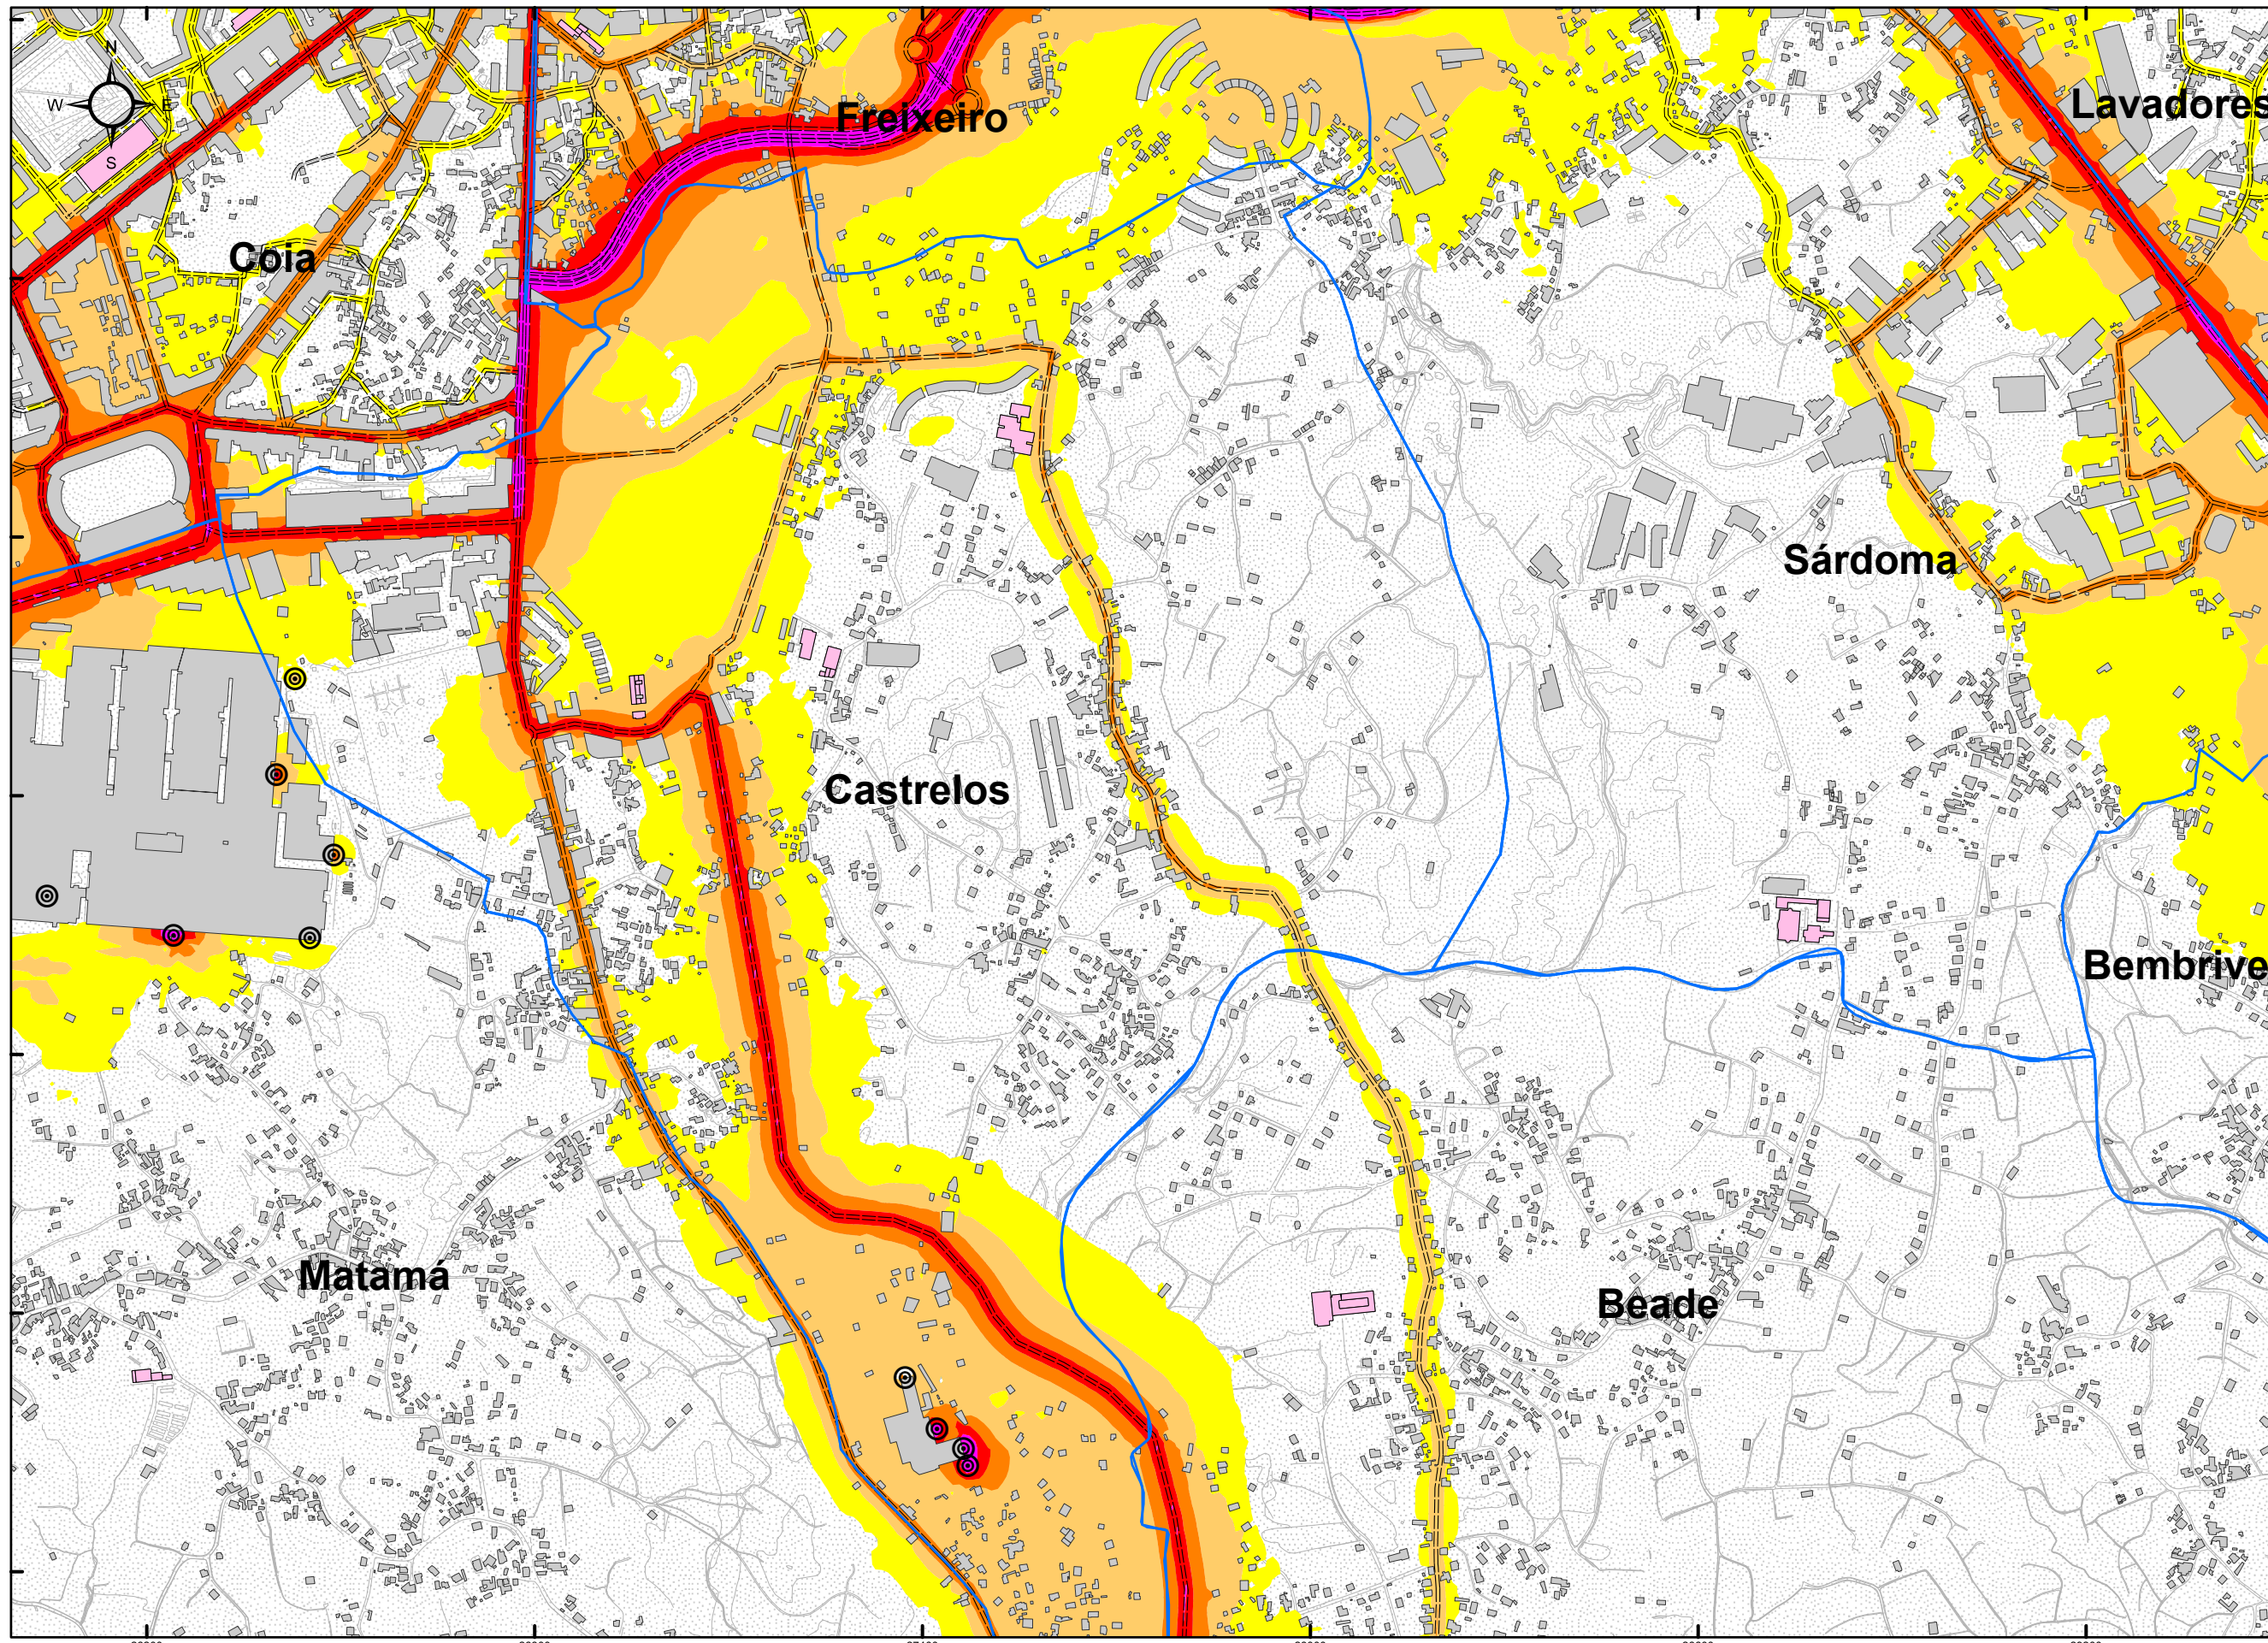 N
W E
S
Freixeiro
Lavadores
Coia
Sárdoma
Castrelos
Bembrive
Matamá
Beade